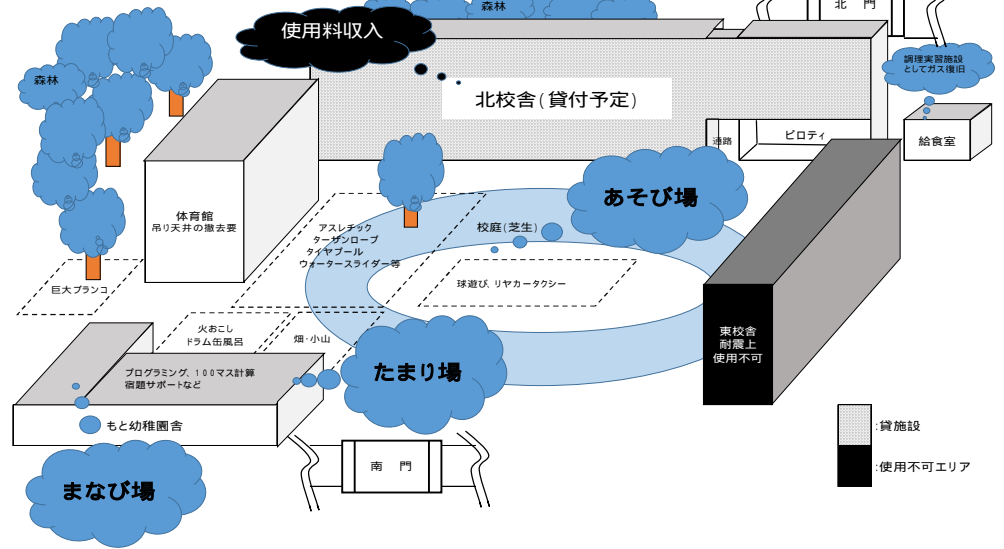 森林
北 門
使用料収入
調理実習施設
としてガス復旧
森林
北校舎(貸付予定)
通路
ピロティ
給食室
あそび場
体育館
吊り天井の撤去要
アスレチック
ターザンロープ
タイヤプール
ウォータースライダー等
校庭(芝生)
巨大ブランコ
球遊び、リヤカータクシー
火おこし
ドラム缶風呂
畑・小山
東校舎
耐震上
使用不可
プログラミング、100マス計算
宿題サポートなど
たまり場
もと幼稚園舎
:貸施設
南 門
:使用不可エリア
まなび場